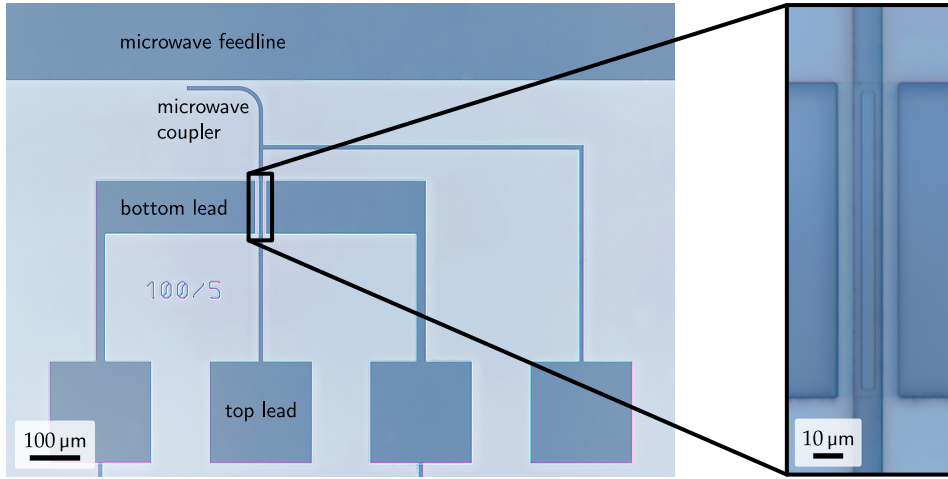 microwave feedline
microwave
coupler
bottom lead
100/5
top lead
100 µm
10 µm